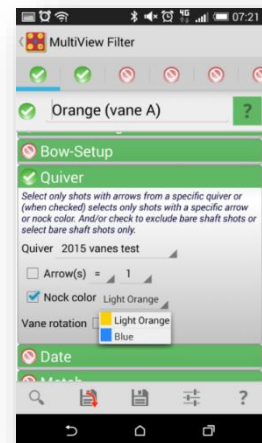 4G 07:21
MultiView Filter
Orange (vane A) ?
Bow-Setup
Quiver
Select only shots with arrows from a specific quiver or
(when checked) selects only shots with a specific arrow
or nock color. And/or check to exclude bare shaft shots or
select bare shaft shots only.
Quiver 2015 vanes test
Arrow(s) = 1
Nock color Light Orange
Vane rotation
Light Orange
Blue
Date
?